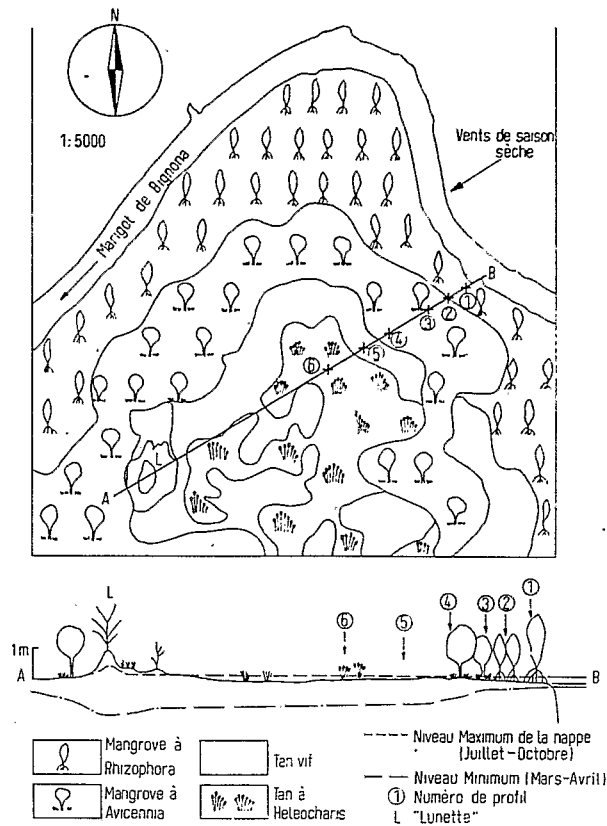 N
1:5000
Marigot de Bignona
Vents de saison
sèche
B
①
②
③
(4)
(5)
⑥
L
A
L
⑥
⑤
④
③
②
①
1m
A
B
Mangrove à
Rhizophora
Tan vif
Mangrove à
Avicennia
Tan à
Heleocharis
Niveau Maximum de la nappe
(Juillet-Octobre)
Niveau Minimum (Mars-Avril)
① Numéro de profil
L "Lunette"